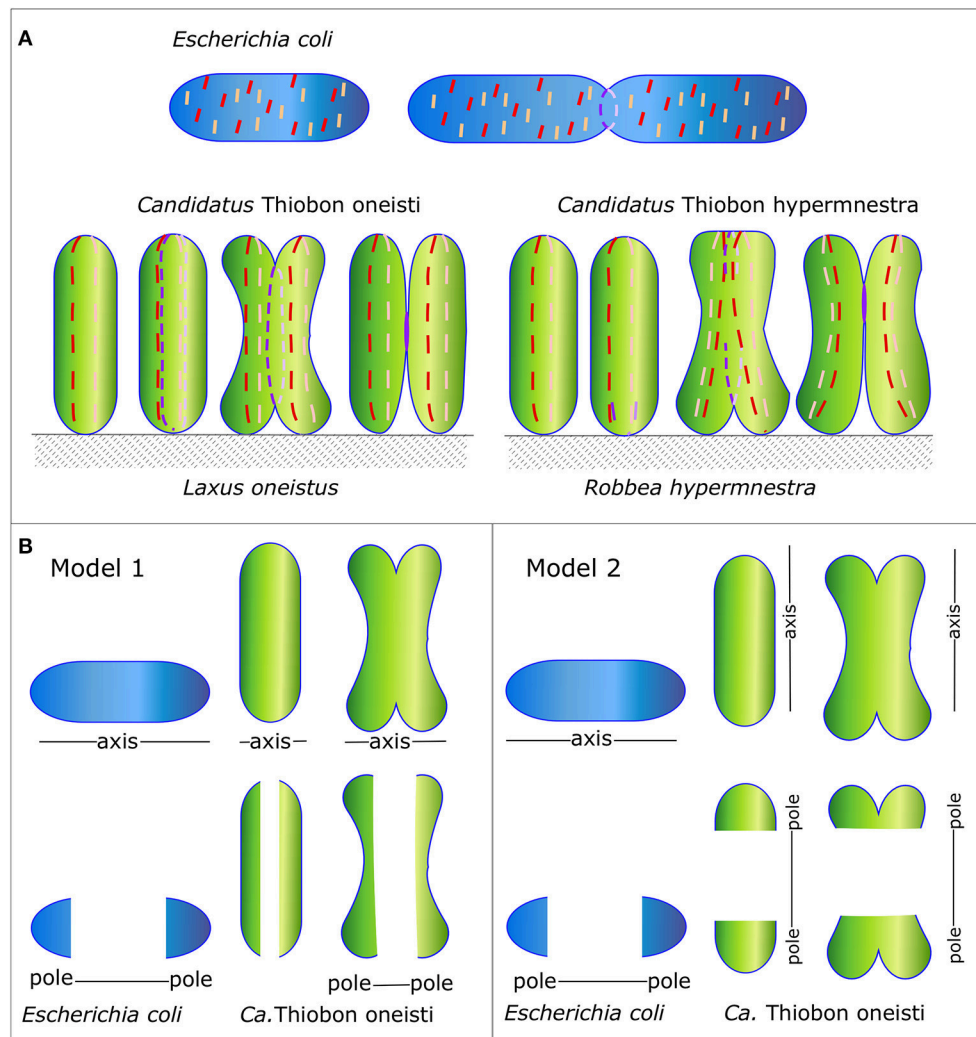 A
Escherichia coli
Candidatus Thiobon oneisti
Candidatus Thiobon hypermnestra
Laxus oneistus
Robbea hypermnestra
B
Model 1
axis
axis
axis
pole pole
pole pole
Escherichia coli
Ca.Thiobon oneisti
Model 2
axis
axis
axis
pole
pole
pole
pole
pole pole
Escherichia coli
Ca. Thiobon oneisti